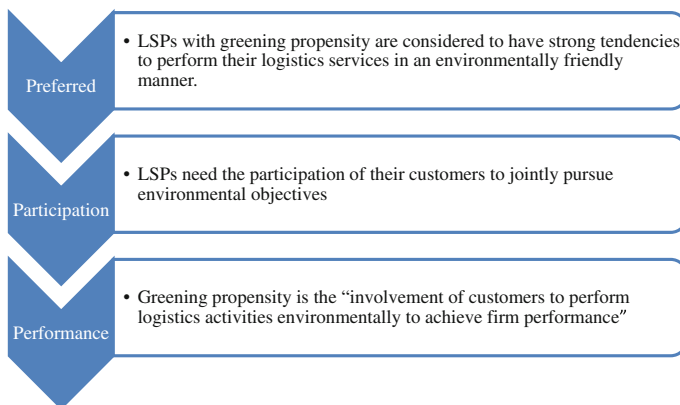 Preferred
• LSPs with greening propensity are considered to have strong tendencies
to perform their logistics services in an environmentally friendly
manner.
Participation
• LSPs need the participation of their customers to jointly pursue
environmental objectives
Performance
• Greening propensity is the “involvement of customers to perform
logistics activities environmentally to achieve firm performance”